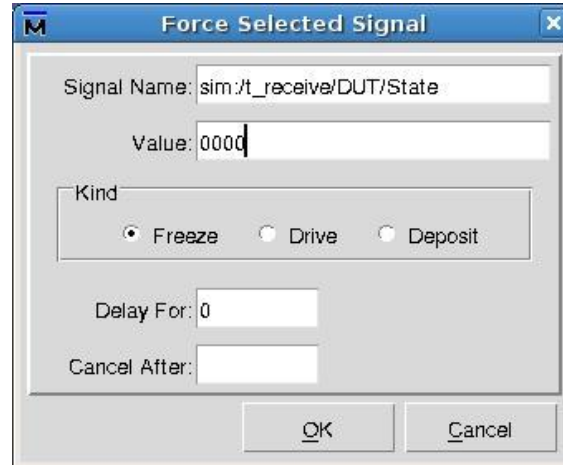 M Force Selected Signal ×
Signal Name: sim:/t_receive/DUT/State
Value: 0000
Kind
Freeze Drive Deposit
Delay For: 0
Cancel After:
OK Cancel